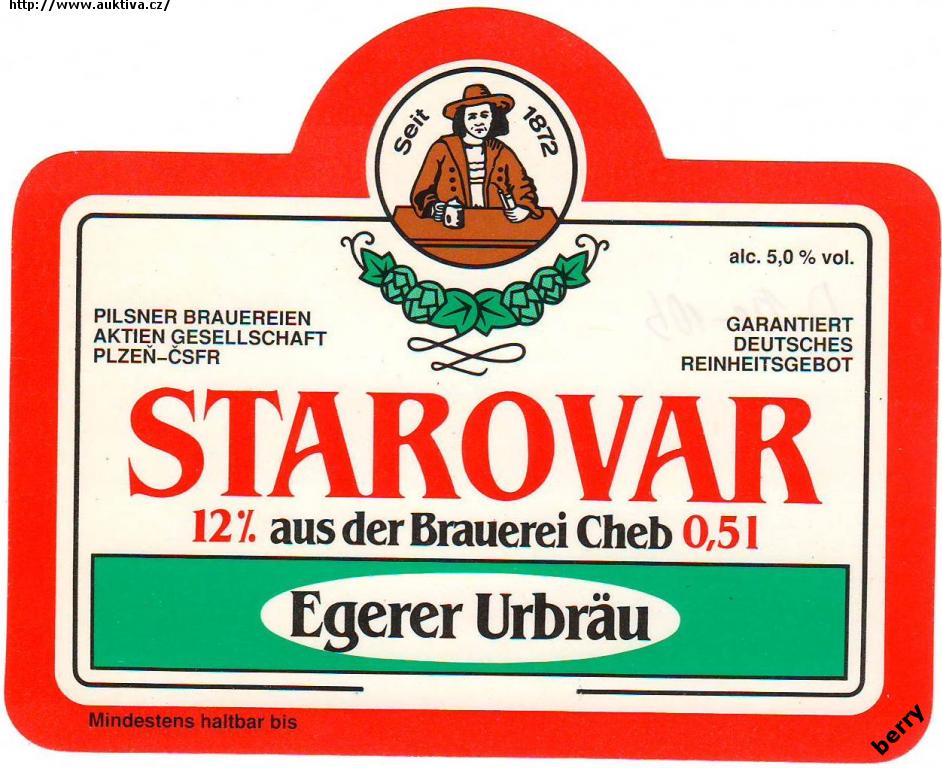 http://www.auktiva.cz/
Seit 1872
alc. 5,0 % vol.
PILSNER BRAUEREIEN
AKTIEN GESELLSCHAFT
PLZEŇ-ČSFR
GARANTIERT
DEUTSCHES
REINHEITSGEBOT
STAROVAR
12% aus der Brauerei Cheb 0,5 l
Egerer Urbräu
Mindestens haltbar bis
berry